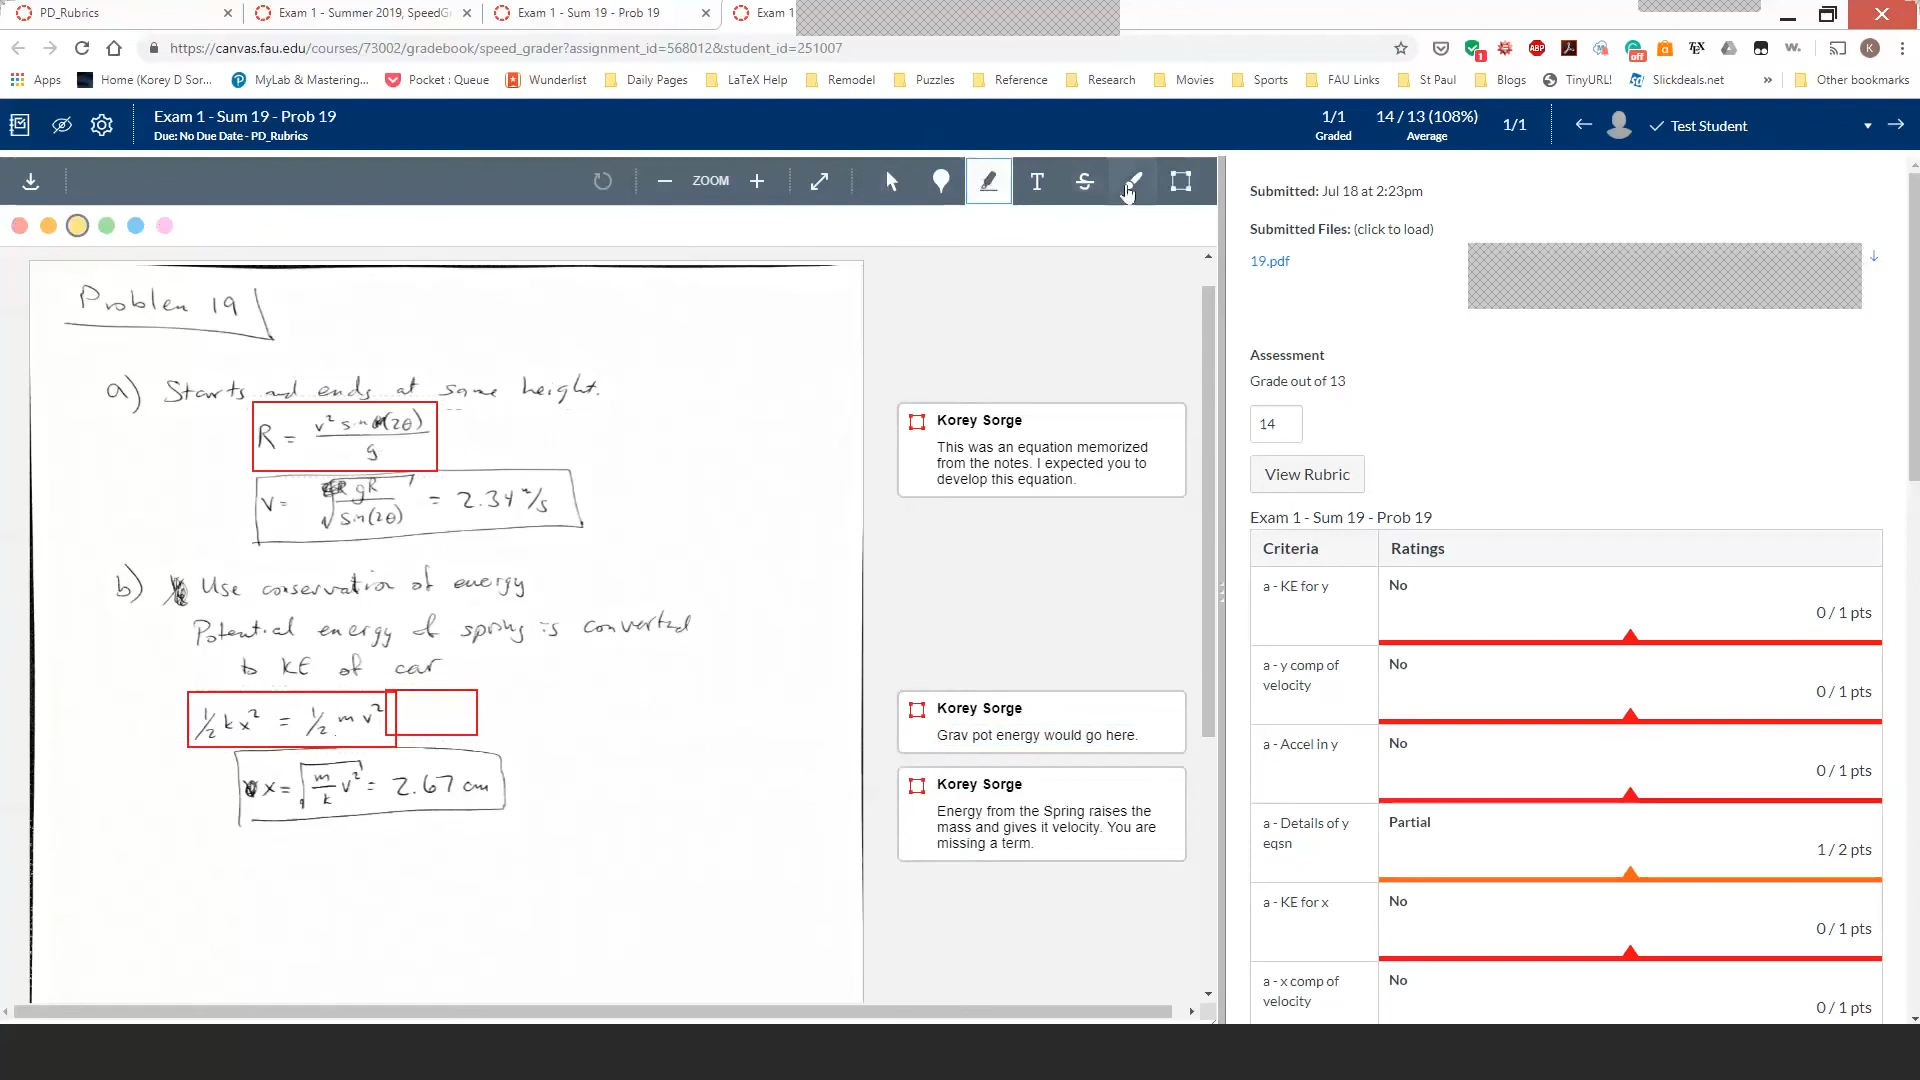 PD_Rubrics
Exam 1 - Summer 2019, SpeedG
Exam 1 - Sum 19 - Prob 19
Exam 1
https://canvas.fau.edu/courses/73002/gradebook/speed_grader?assignment_id=568012&student_id=251007
Apps
Home (Korey D Sor...
MyLab & Mastering...
Pocket : Queue
Wunderlist
Daily Pages
LaTeX Help
Remodel
Puzzles
Reference
Research
Movies
Sports
FAU Links
St Paul
Blogs
TinyURL!
Slickdeals.net
»
Other bookmarks
Exam 1 - Sum 19 - Prob 19
Due: No Due Date - PD_Rubrics
1/1
Graded
14 / 13 (108%)
Average
1/1
Test Student
ZOOM
Problem 19
a) Starts and ends at same height.
R = v² sin(2θ) / g
v = √ gR / sin(2θ) = 2.34 m/s
b) Use conservation of energy
Potential energy of spring is converted
to KE of car
1/2 kx² = 1/2 m v²
x = √ m/k v² = 2.67 cm
Korey Sorge
This was an equation memorized
from the notes. I expected you to
develop this equation.
Korey Sorge
Grav pot energy would go here.
Korey Sorge
Energy from the Spring raises the
mass and gives it velocity. You are
missing a term.
Submitted: Jul 18 at 2:23pm
Submitted Files: (click to load)
19.pdf
Assessment
Grade out of 13
14
View Rubric
Exam 1 - Sum 19 - Prob 19
Criteria
Ratings
a - KE for y
No
0 / 1 pts
a - y comp of
velocity
No
0 / 1 pts
a - Accel in y
No
0 / 1 pts
a - Details of y
eqsn
Partial
1 / 2 pts
a - KE for x
No
0 / 1 pts
a - x comp of
velocity
No
0 / 1 pts